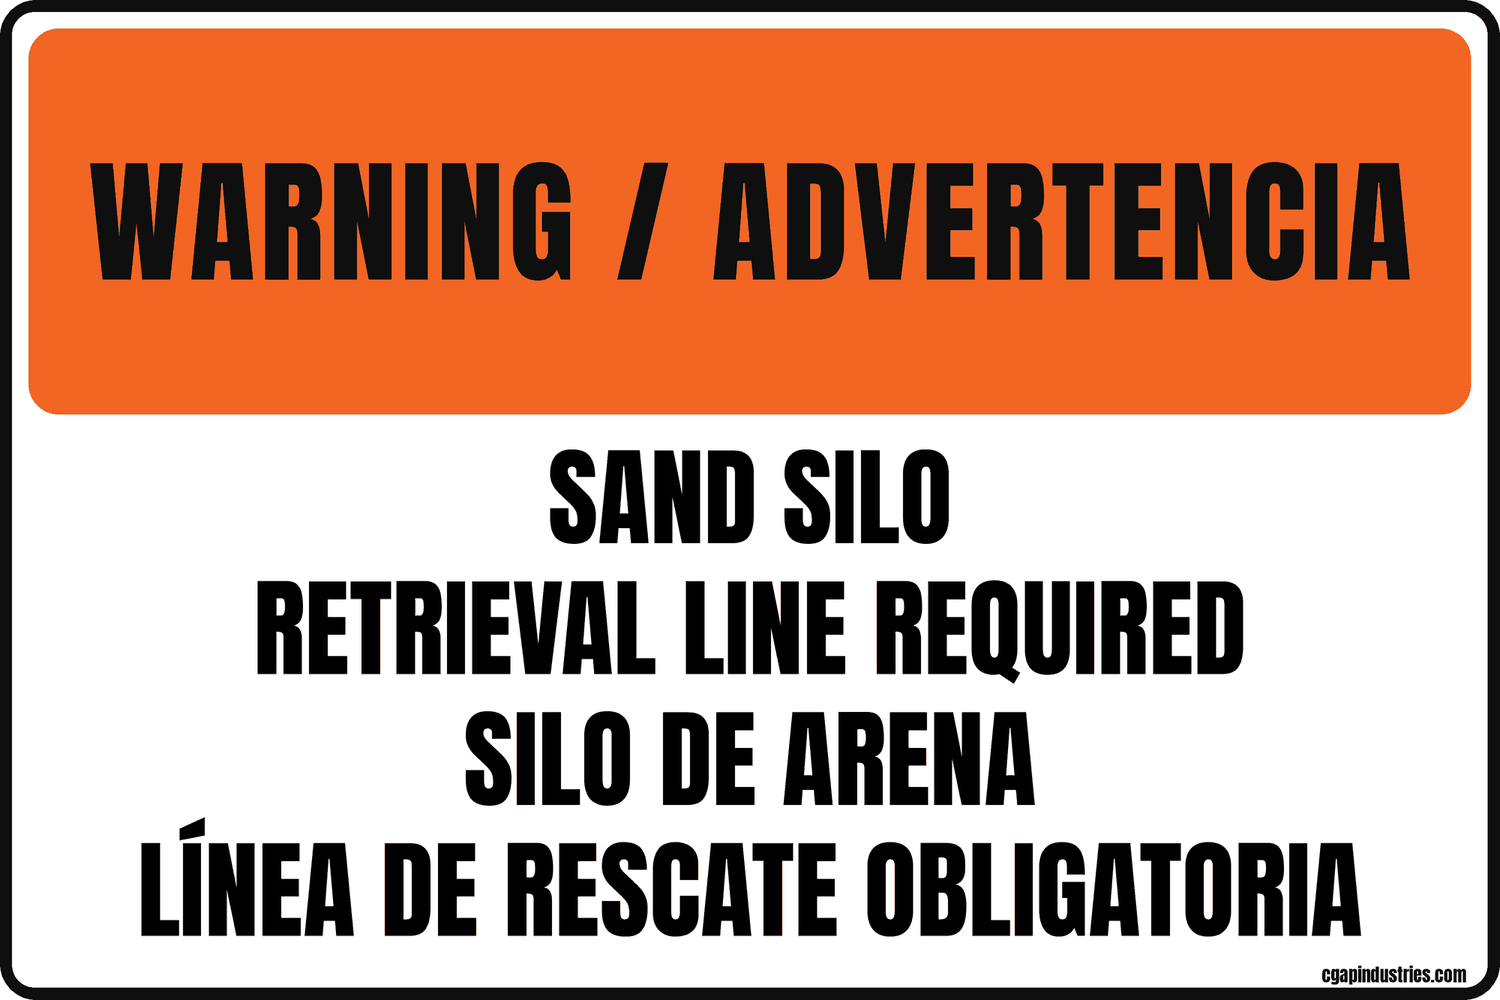 WARNING / ADVERTENCIA
SAND SILO
RETRIEVAL LINE REQUIRED
SILO DE ARENA
LÍNEA DE RESCATE OBLIGATORIA
cgapindustries.com